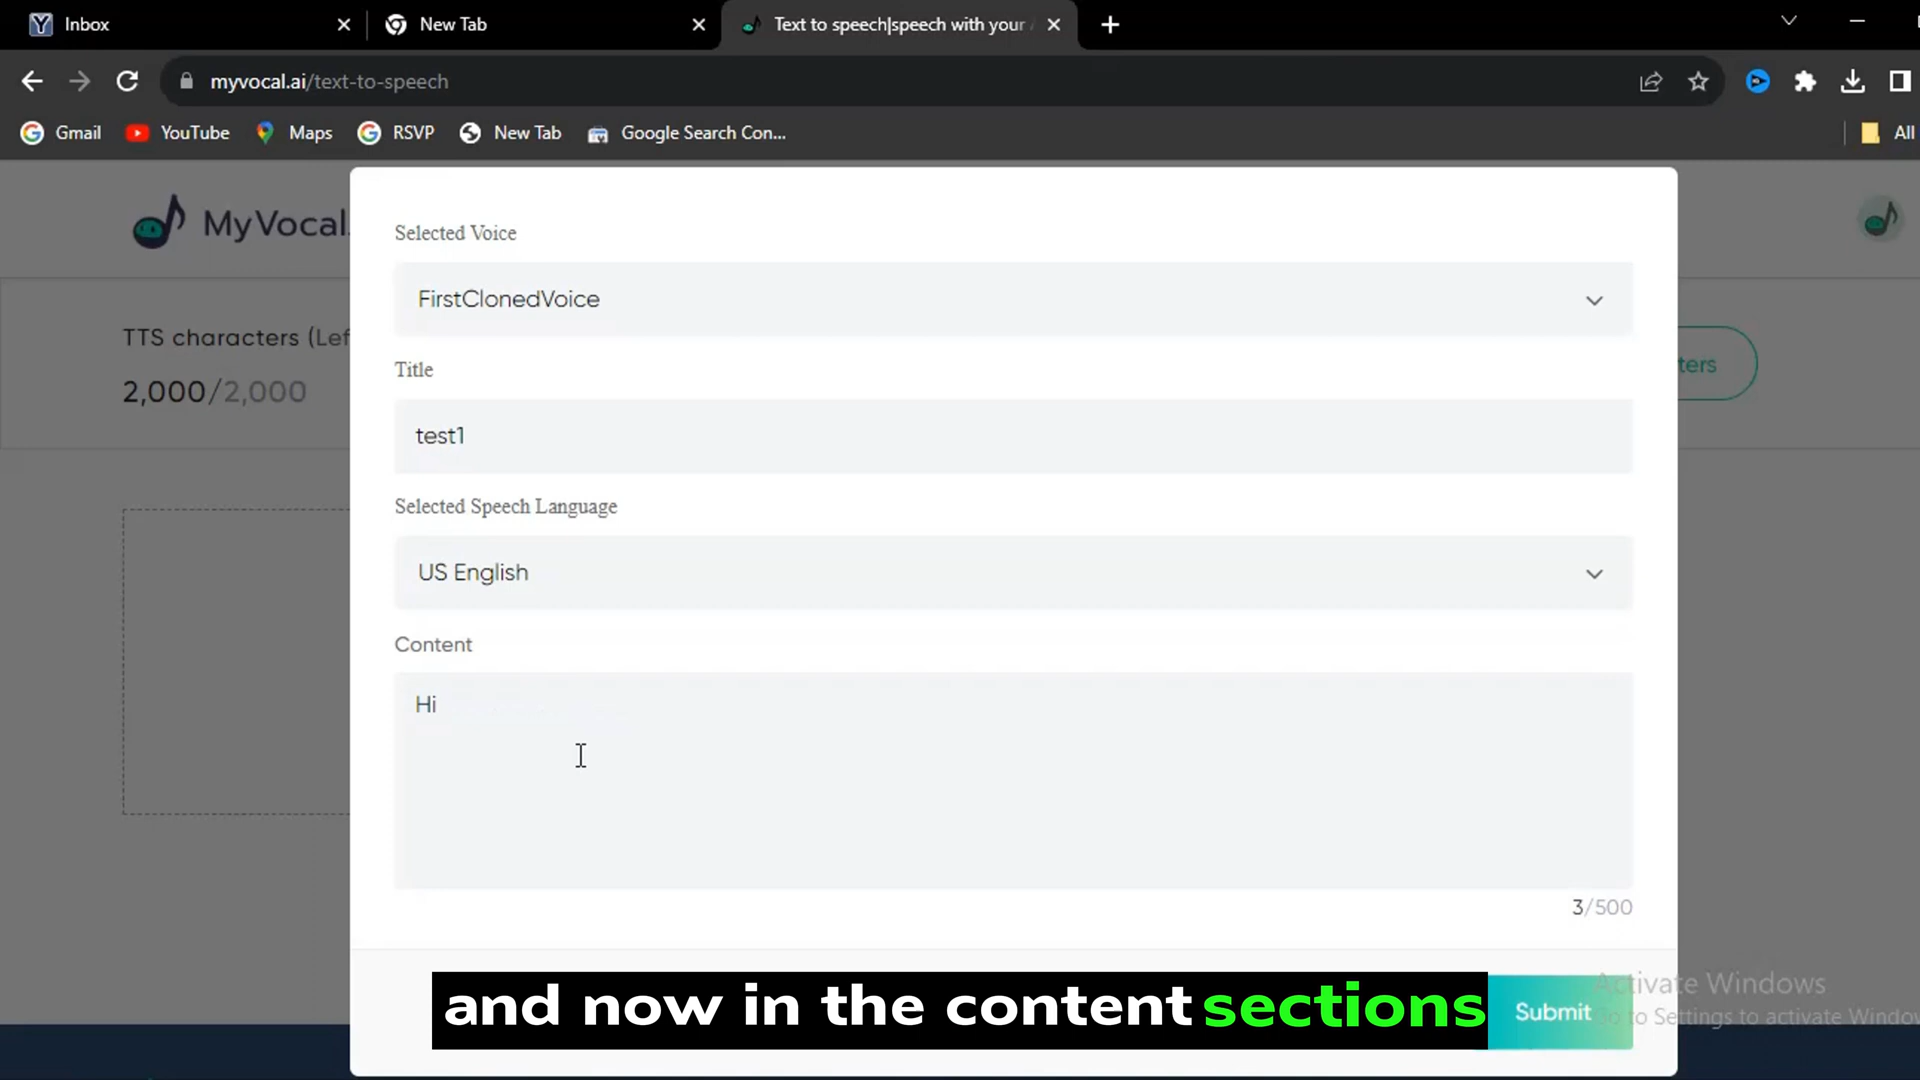 Inbox
New Tab
Text to speech|speech with your
myvocal.ai/text-to-speech
Gmail
YouTube
Maps
RSVP
New Tab
Google Search Con...
All
MyVocal.
Selected Voice
FirstClonedVoice
TTS characters (Lef
2,000/2,000
ters
Title
test1
Selected Speech Language
US English
Content
Hi
3/500
and now in the content sections
Submit
Activate Windows
Go to Settings to activate Window